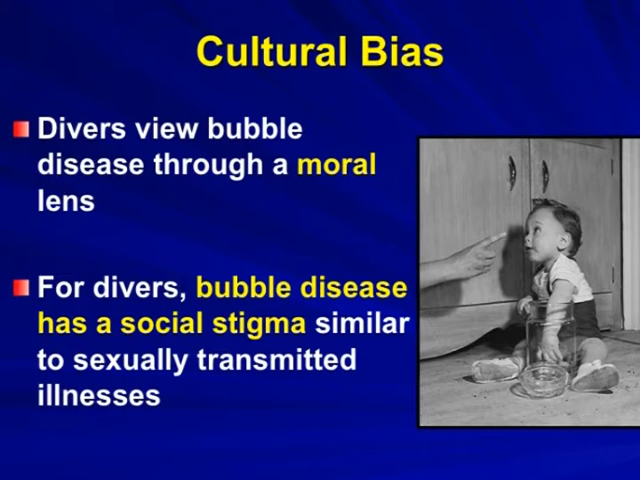 Cultural Bias
Divers view bubble
disease through a moral
lens
For divers, bubble disease
has a social stigma similar
to sexually transmitted
illnesses